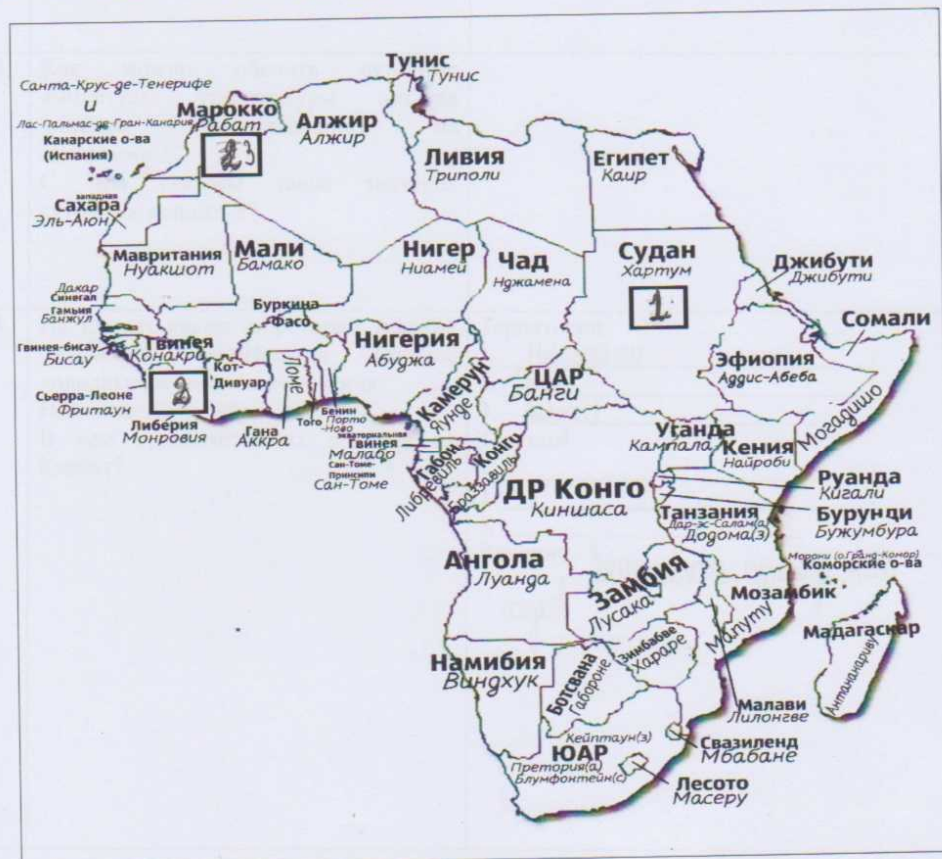 Тунис
Тунис
Санта-Крус-де-Тенерифе
и
Лас-Пальмас-де-Гран-Канария
Канарские о-ва
(Испания)
Марокко
Рабат
3
Алжир
Алжир
Ливия
Триполи
Египет
Каир
западная
Сахара
Эль-Аюн
Мавритания
Нуакшот
Мали
Бамако
Нигер
Ниамей
Чад
Нджамена
Судан
Хартум
1
Джибути
Джибути
Сомали
Могадишо
Дакар
Синегал
Гамыия
Банжул
Гвинея-бисау
Бисау
Гвинея
Конакри
Буркина
Фасо
Нигерия
Абуджа
Эфиопия
Аддис-Абеба
Сьерра-Леоне
Фритаун
2
Кот-
'Дивуар
Ломе
Либерия
Монровия
Гана
Аккра
Того
Бенин
Порто
-Ново
Камерун
Яунде
ЦАР
Банги
Экваториальная
Гвинея
Малабо
Сан-Томе-
Принсипи
Сан-Томе
Габон
Либревиль
Конго
Браззавиль
ДР Конго
Киншаса
Уганда
Кампала
Кения
Найроби
Руанда
Кигали
Бурунди
Бужумбура
Танзания
Дар-эс-Салам(а)
Додома(з)
Морони (о.Гранд-Комор)
Коморские о-ва
Ангола
Луанда
Замбия
Лусака
Мозамбик
Мапуту
Мадагаскар
Антананариву
Намибия
Виндхук
Ботсвана
Габороне
Зимбабве
Хараре
Малави
Лилонгве
Кейптаун(з)
ЮАР
Претория(а)
Блумфонтейн(с)
Свазиленд
Мбабане
Лесото
Масеру